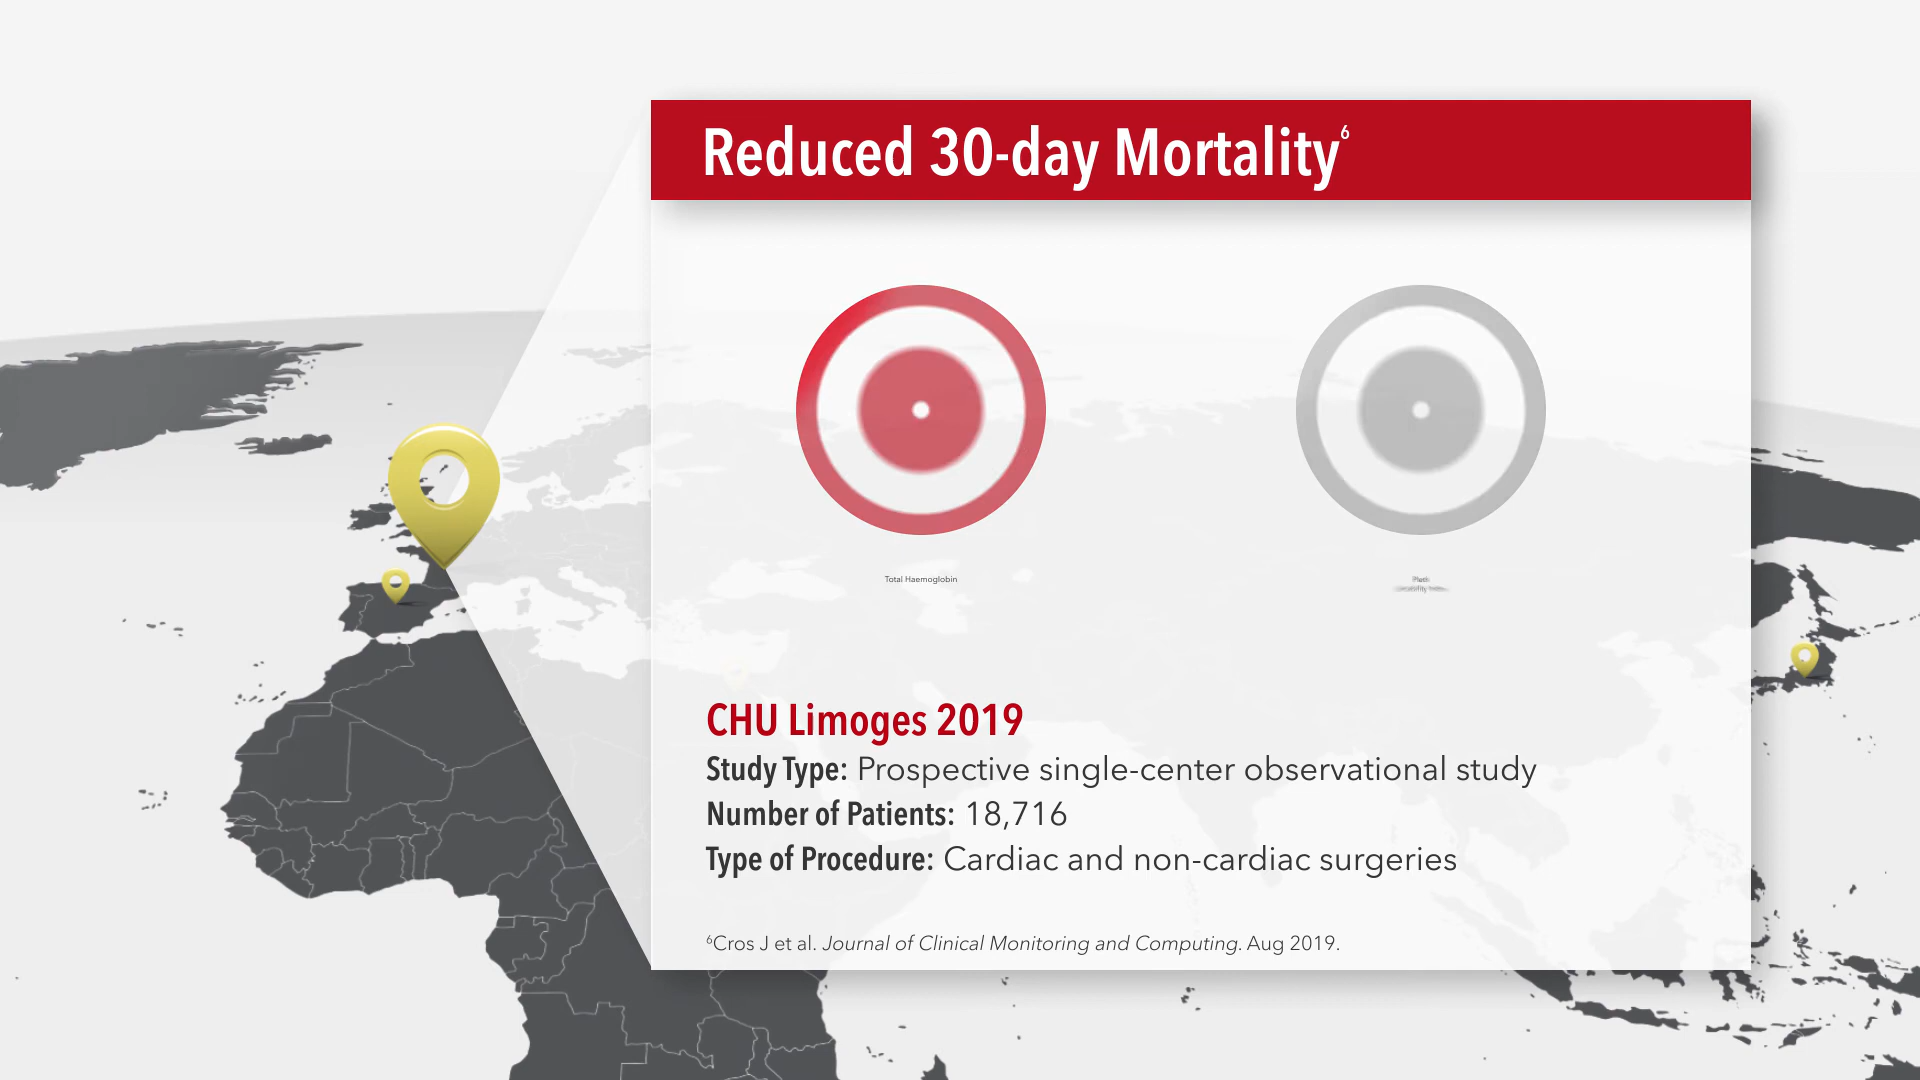 Reduced 30-day Mortality⁶
Total Haemoglobin
Pleth
CHU Limoges 2019
Study Type: Prospective single-center observational study
Number of Patients: 18,716
Type of Procedure: Cardiac and non-cardiac surgeries
⁶Cros J et al. Journal of Clinical Monitoring and Computing. Aug 2019.